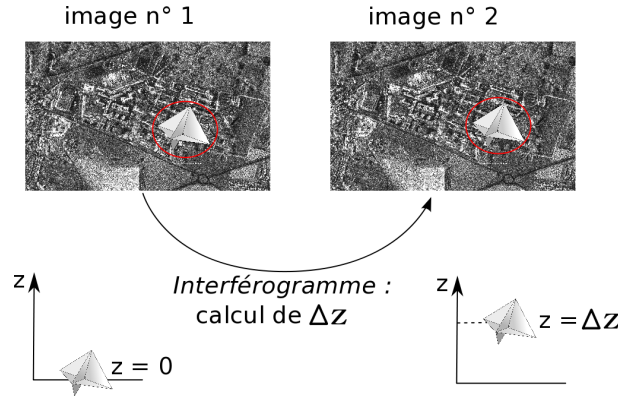 image n° 1
image n° 2
Interférogramme :
calcul de Δz
z
z = 0
z
z = Δz